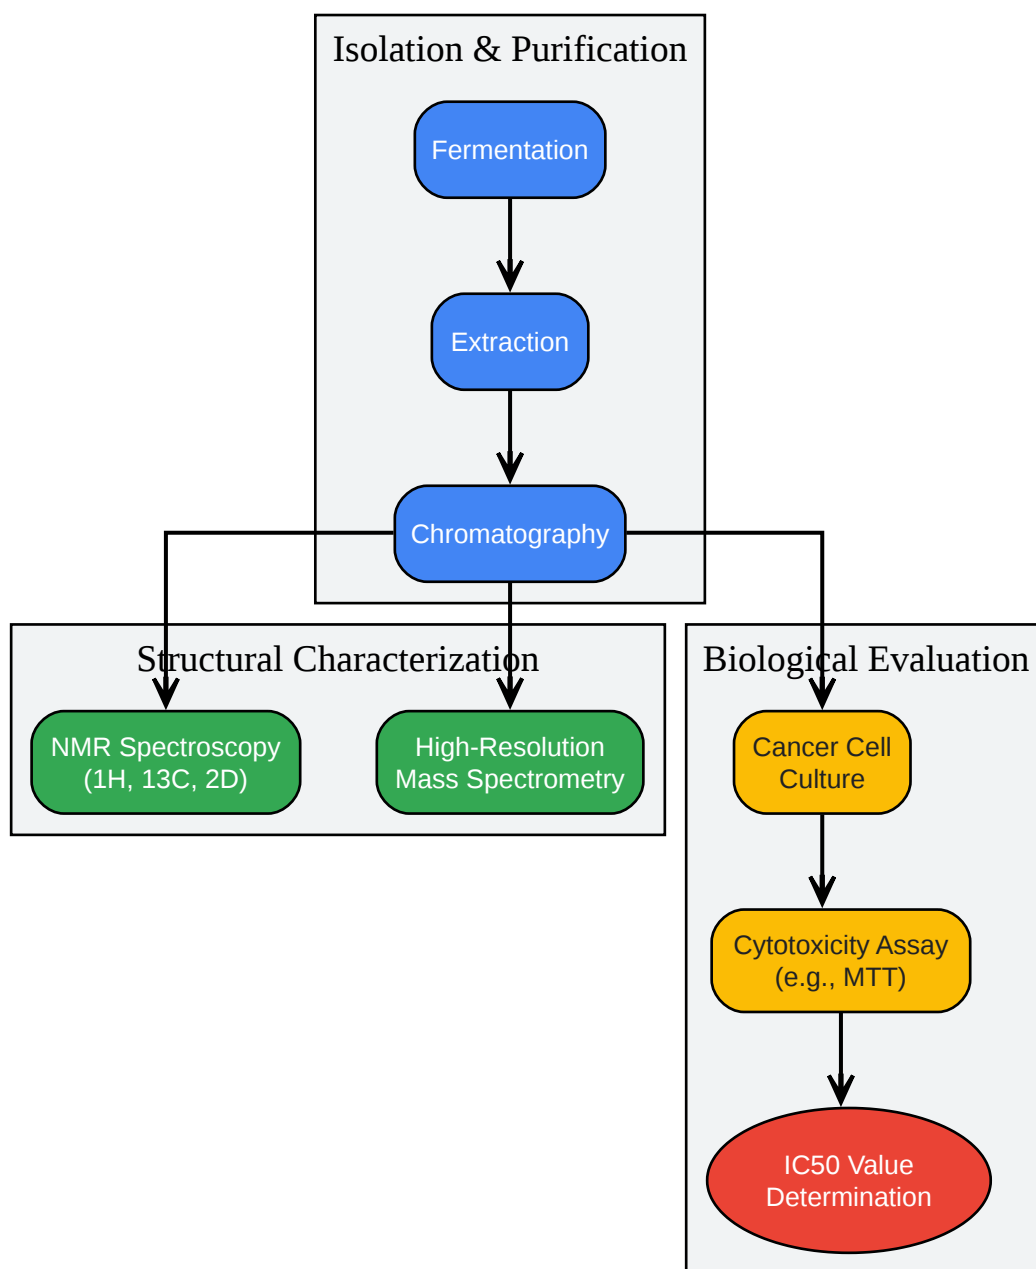 Isolation & Purification
Fermentation
Extraction
Chromatography
Structural Characterization
NMR Spectroscopy
(1H, 13C, 2D)
High-Resolution
Mass Spectrometry
Biological Evaluation
Cancer Cell
Culture
Cytotoxicity Assay
(e.g., MTT)
IC50 Value
Determination